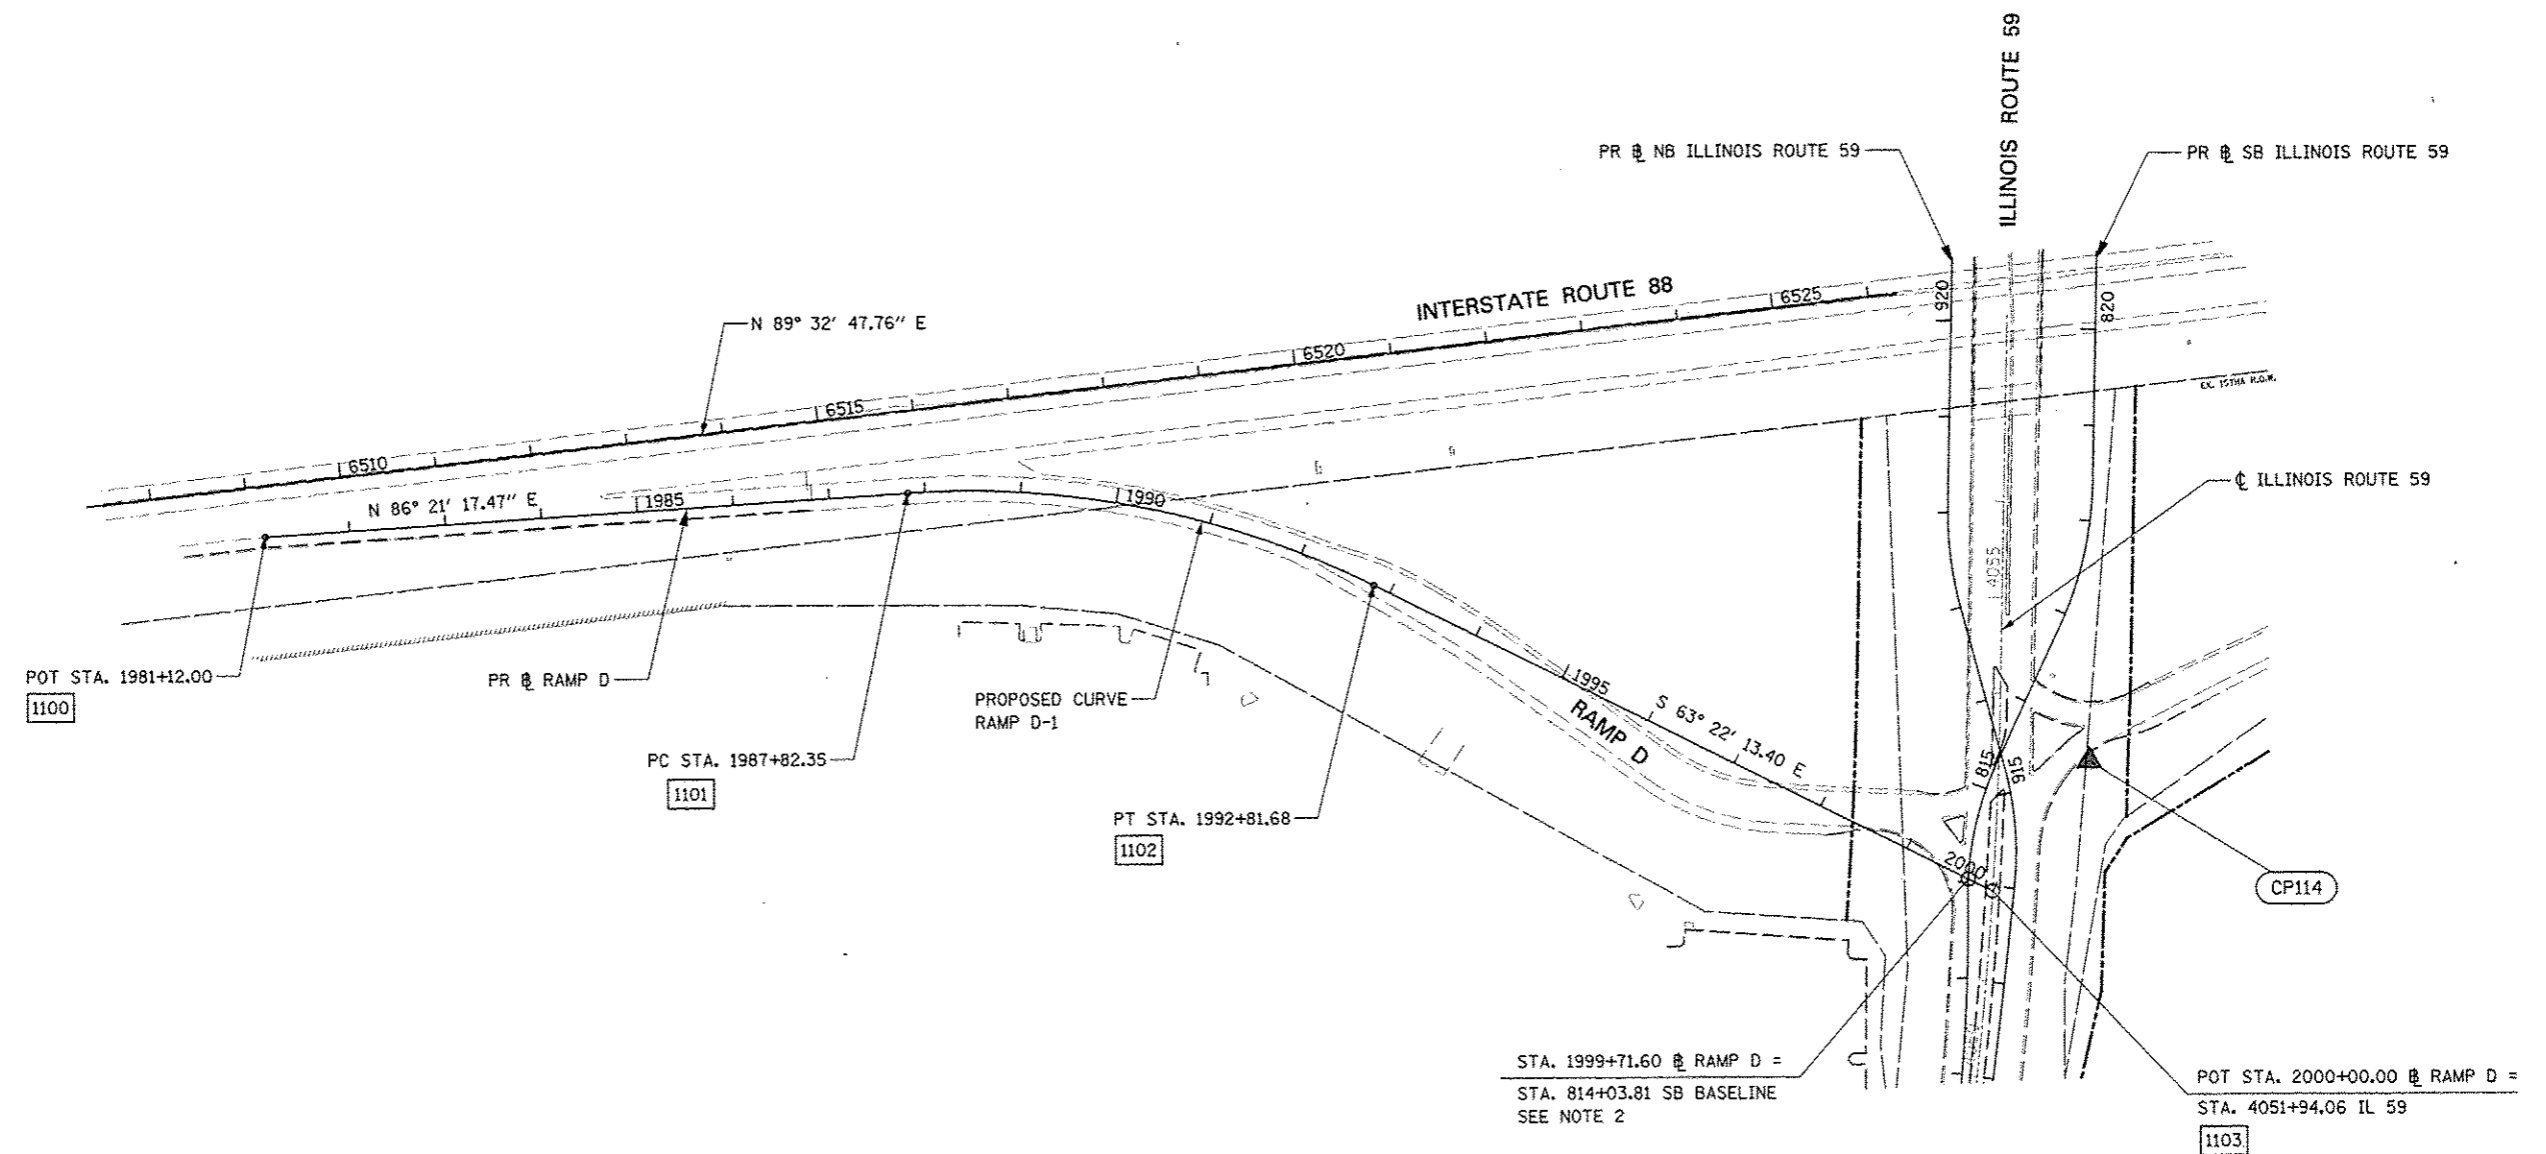 ILLINOIS ROUTE 59
PR ℄ NB ILLINOIS ROUTE 59
PR ℄ SB ILLINOIS ROUTE 59
N 89° 32' 47.76" E
INTERSTATE ROUTE 88
6510
6515
6520
6525
920
820
EX. ISTHA R.O.W.
N 86° 21' 17.47" E
1985
1990
℄ ILLINOIS ROUTE 59
4055
POT STA. 1981+12.00
1100
PR ℄ RAMP D
PROPOSED CURVE
RAMP D-1
PC STA. 1987+82.35
1101
PT STA. 1992+81.68
1102
1995
S 63° 22' 13.40 E
RAMP D
815
915
2000
CP114
STA. 1999+71.60 ℄ RAMP D =
STA. 814+03.81 SB BASELINE
SEE NOTE 2
POT STA. 2000+00.00 ℄ RAMP D =
STA. 4051+94.06 IL 59
1103